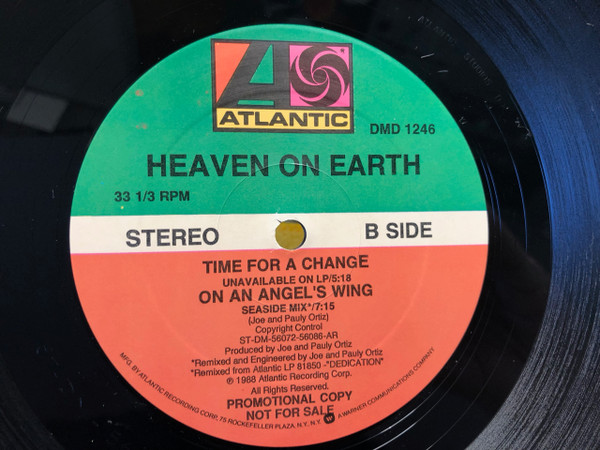 ATLANTIC
DMD 1246
HEAVEN ON EARTH
33 1/3 RPM
STEREO
B SIDE
TIME FOR A CHANGE
UNAVAILABLE ON LP/5:18
ON AN ANGEL'S WING
SEASIDE MIX*/7:15
(Joe and Pauly Ortiz)
Copyright Control
ST-DM-56072-56086-AR
Produced by Joe and Pauly Ortiz
*Remixed and Engineered by Joe and Pauly Ortiz
*Remixed from Atlantic LP 81850 -"DEDICATION"
℗ 1988 Atlantic Recording Corp.
All Rights Reserved.
PROMOTIONAL COPY
NOT FOR SALE
MFG. BY ATLANTIC RECORDING CORP., 75 ROCKEFELLER PLAZA, N.Y. N.Y. A WARNER COMMUNICATIONS COMPANY